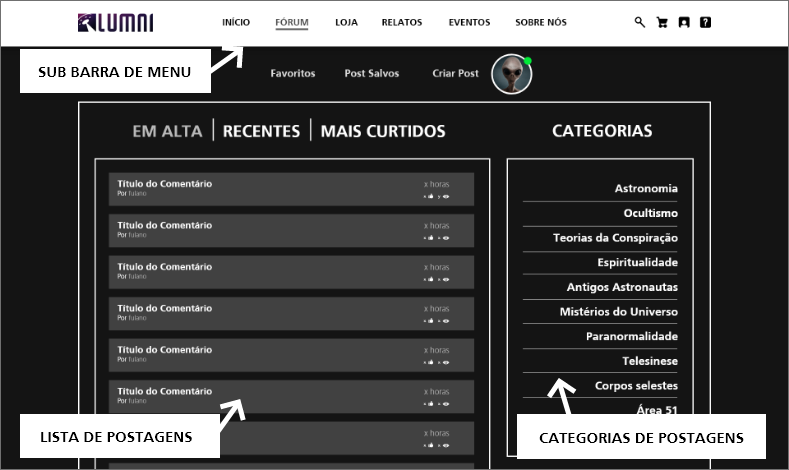 LUMNI
INÍCIO FÓRUM LOJA RELATOS EVENTOS SOBRE NÓS
SUB BARRA DE MENU
Favoritos Post Salvos Criar Post
EM ALTA RECENTES MAIS CURTIDOS
CATEGORIAS
Título do Comentário x horas
Por fulano x x
Título do Comentário x horas
Por fulano x x
Título do Comentário x horas
Por fulano x x
Título do Comentário x horas
Por fulano x x
Título do Comentário x horas
Por fulano x x
Título do Comentário x horas
Por fulano x x
x horas
x x
Astronomia
Ocultismo
Teorias da Conspiração
Espiritualidade
Antigos Astronautas
Mistérios do Universo
Paranormalidade
Telesinese
Corpos selestes
Área 51
LISTA DE POSTAGENS
CATEGORIAS DE POSTAGENS